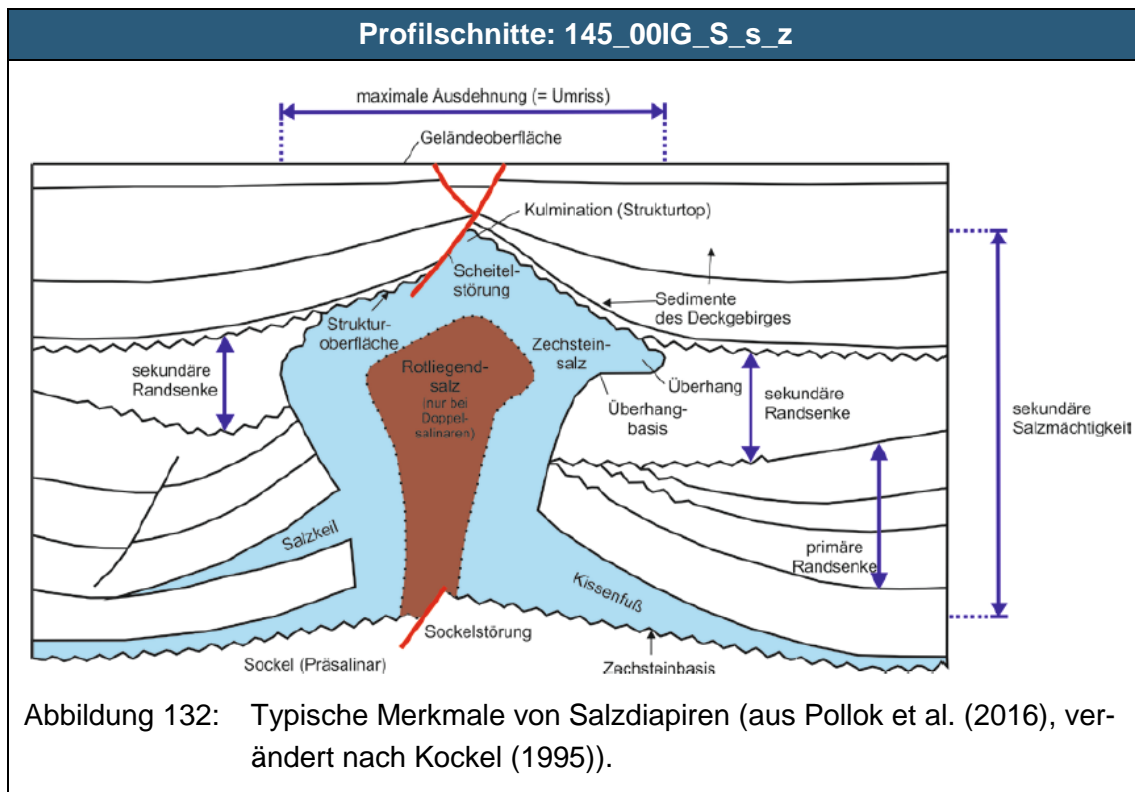 Profilschnitte: 145_00IG_S_s_z
maximale Ausdehnung (= Umriss)
Geländeoberfläche
Kulmination (Strukturtop)
Scheitel-
störung
Sedimente
des Deckgebirges
Struktur-
oberfläche
Zechstein-
salz
sekundäre
Randsenke
Rotliegend-
salz
(nur bei
Doppel-
salinaren)
Überhang
Überhang-
basis
sekundäre
Randsenke
sekundäre
Salzmächtigkeit
Salzkeil
primäre
Randsenke
Kissenfuß
Sockelstörung
Sockel (Präsalinar)
Zechsteinbasis
Abbildung 132: Typische Merkmale von Salzdiapiren (aus Pollok et al. (2016), ver-
ändert nach Kockel (1995)).